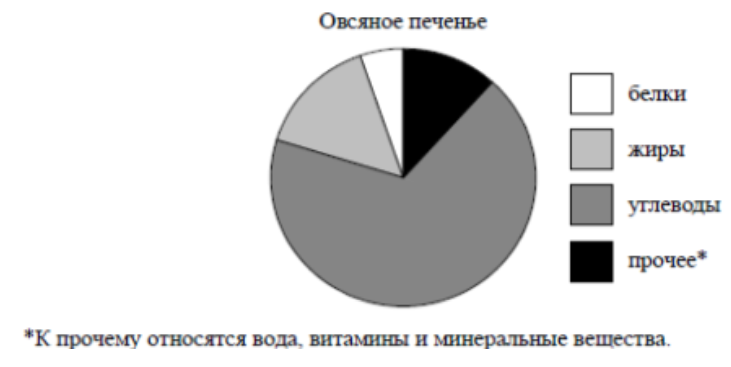 Овсяное печенье
белки
жиры
углеводы
прочее*
*К прочему относятся вода, витамины и минеральные вещества.